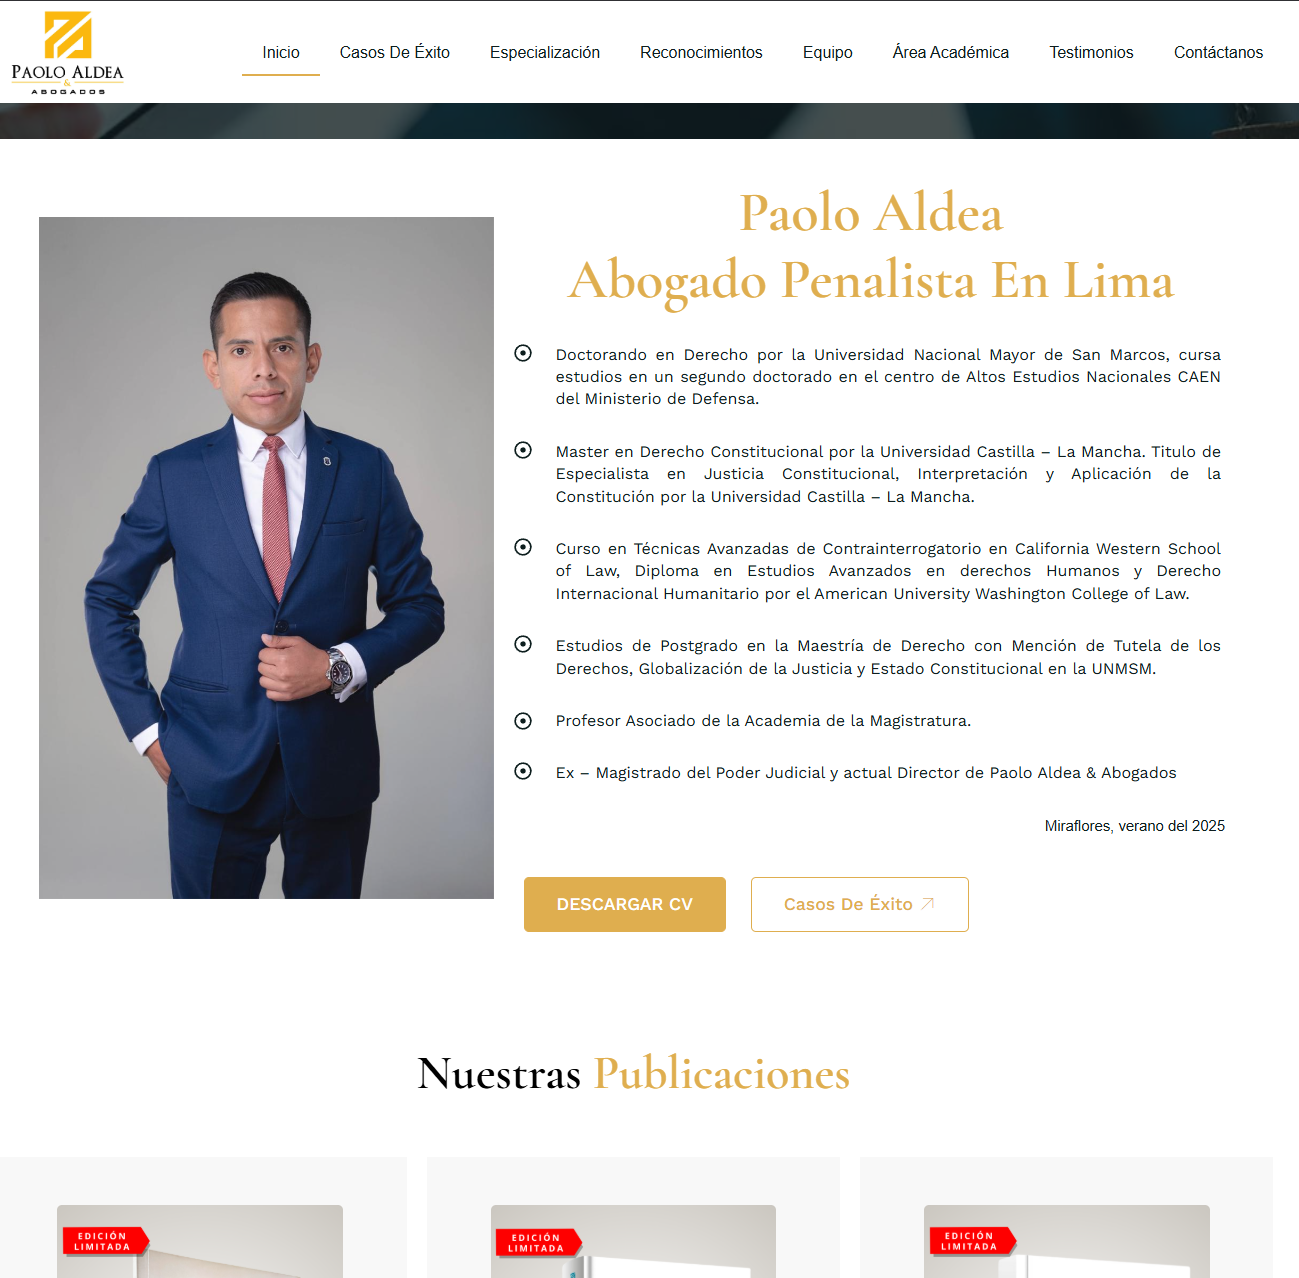 PAOLO ALDEA
&
ABOGADOS
Inicio
Casos De Éxito
Especialización
Reconocimientos
Equipo
Área Académica
Testimonios
Contáctanos
Paolo Aldea
Abogado Penalista En Lima
Doctorando en Derecho por la Universidad Nacional Mayor de San Marcos, cursa
estudios en un segundo doctorado en el centro de Altos Estudios Nacionales CAEN
del Ministerio de Defensa.
Master en Derecho Constitucional por la Universidad Castilla – La Mancha. Titulo de
Especialista en Justicia Constitucional, Interpretación y Aplicación de la
Constitución por la Universidad Castilla – La Mancha.
Curso en Técnicas Avanzadas de Contrainterrogatorio en California Western School
of Law, Diploma en Estudios Avanzados en derechos Humanos y Derecho
Internacional Humanitario por el American University Washington College of Law.
Estudios de Postgrado en la Maestría de Derecho con Mención de Tutela de los
Derechos, Globalización de la Justicia y Estado Constitucional en la UNMSM.
Profesor Asociado de la Academia de la Magistratura.
Ex – Magistrado del Poder Judicial y actual Director de Paolo Aldea & Abogados
Miraflores, verano del 2025
DESCARGAR CV
Casos De Éxito
Nuestras Publicaciones
EDICIÓN
LIMITADA
EDICIÓN
LIMITADA
EDICIÓN
LIMITADA